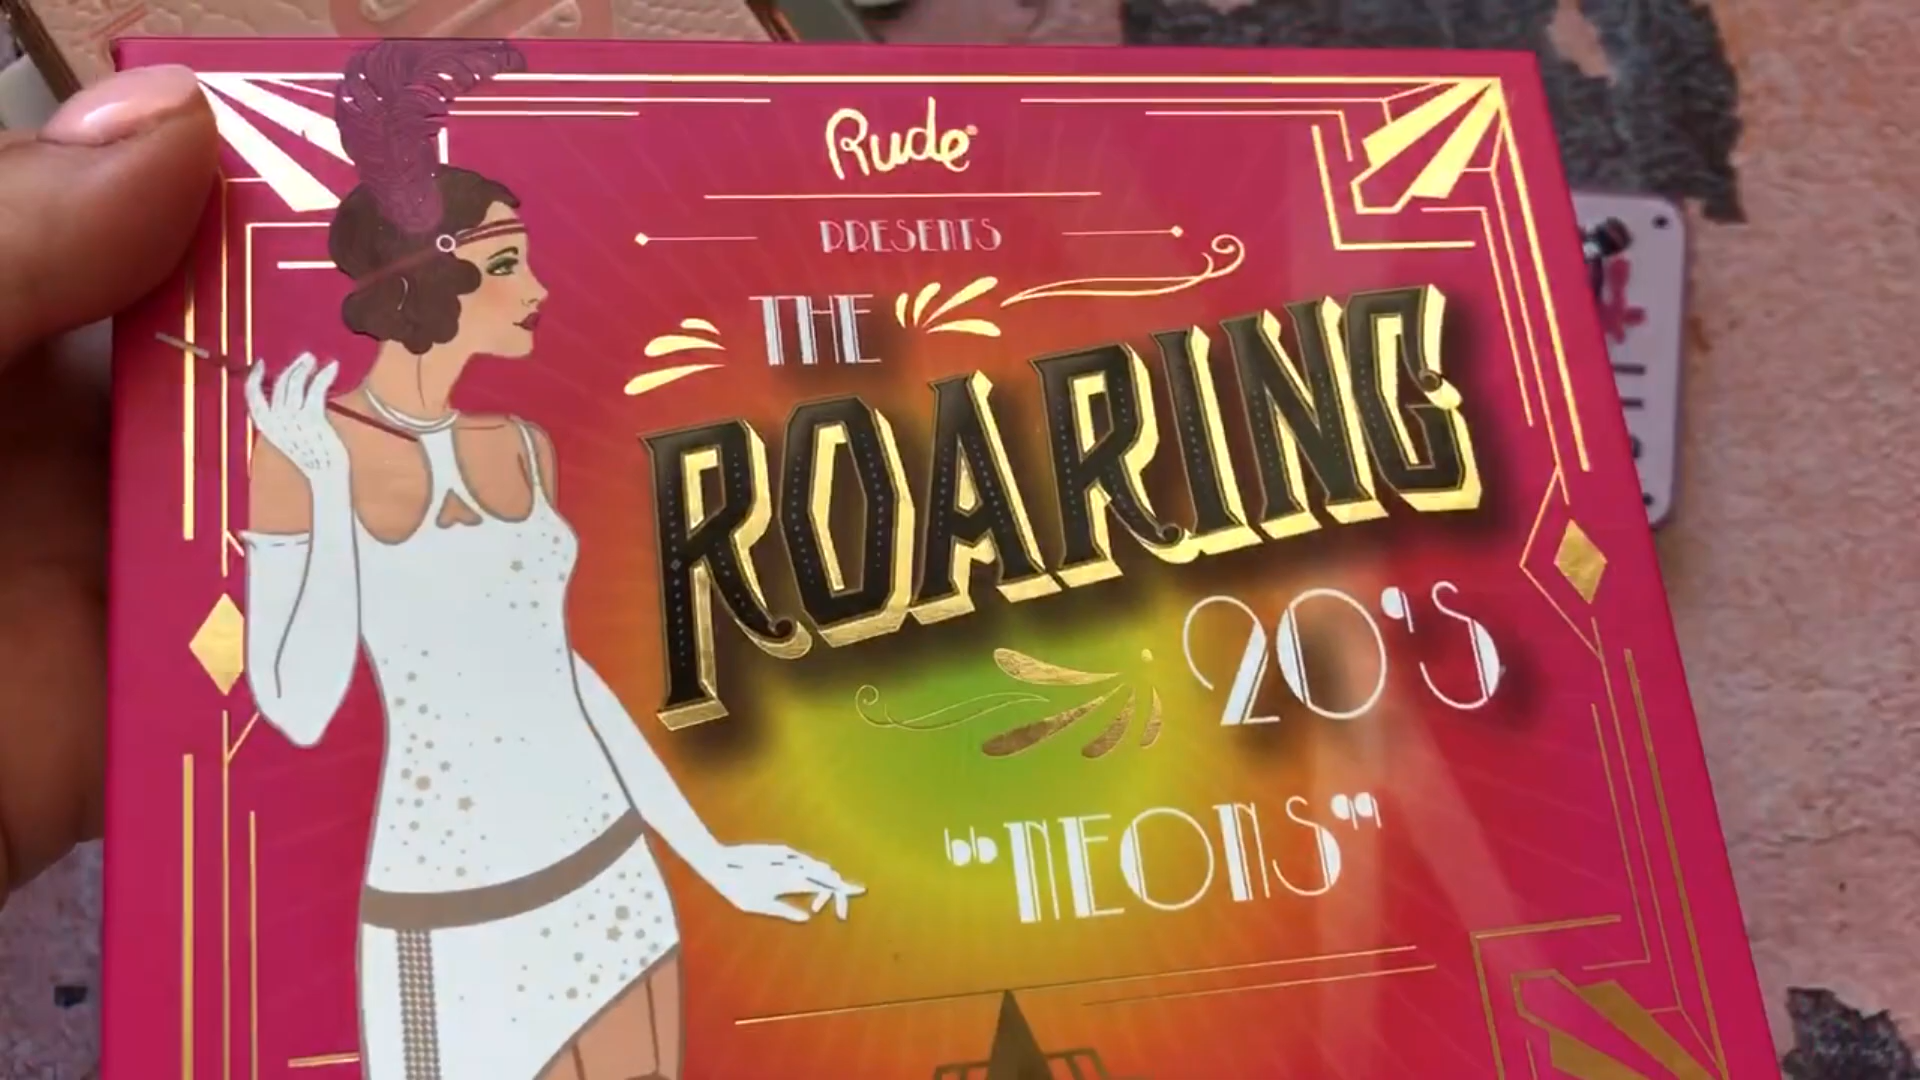 Rude
PRESENTS
THE
ROARING
20'S
"NEONS"